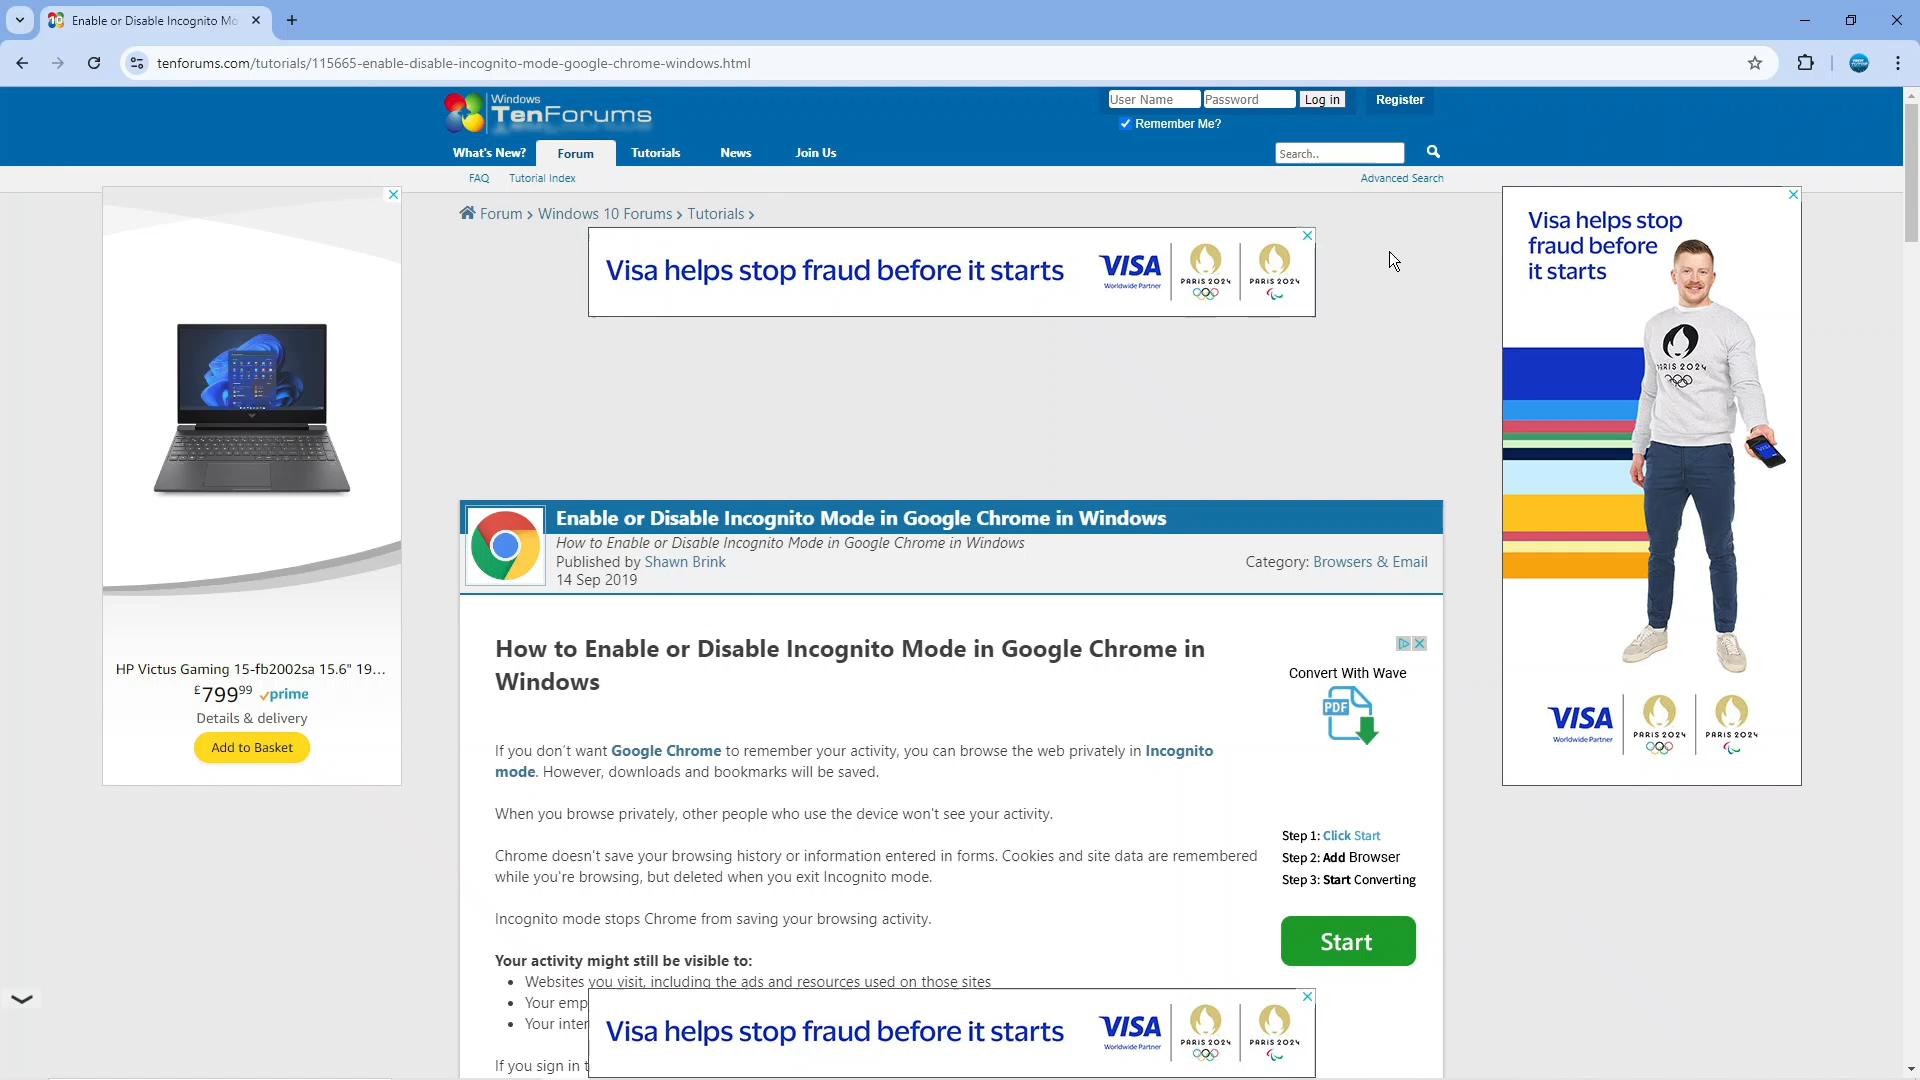 Enable or Disable Incognito Mo
tenforums.com/tutorials/115665-enable-disable-incognito-mode-google-chrome-windows.html
Windows
TenForums
User Name
Password
Log in
Register
Remember Me?
What's New?
Forum
Tutorials
News
Join Us
Search..
FAQ
Tutorial Index
Advanced Search
Forum › Windows 10 Forums › Tutorials ›
Visa helps stop fraud before it starts
VISA
Worldwide Partner
PARIS 2024
PARIS 2024
HP Victus Gaming 15-fb2002sa 15.6" 19...
£799.99 prime
Details & delivery
Add to Basket
Visa helps stop
fraud before
it starts
PARIS 2024
VISA
Worldwide Partner
PARIS 2024
PARIS 2024
Enable or Disable Incognito Mode in Google Chrome in Windows
How to Enable or Disable Incognito Mode in Google Chrome in Windows
Published by Shawn Brink
Category: Browsers & Email
14 Sep 2019
How to Enable or Disable Incognito Mode in Google Chrome in
Windows
If you don't want Google Chrome to remember your activity, you can browse the web privately in Incognito
mode. However, downloads and bookmarks will be saved.
When you browse privately, other people who use the device won't see your activity.
Chrome doesn't save your browsing history or information entered in forms. Cookies and site data are remembered
while you're browsing, but deleted when you exit Incognito mode.
Incognito mode stops Chrome from saving your browsing activity.
Your activity might still be visible to:
• Websites you visit, including the ads and resources used on those sites
• Your emp
• Your inter
If you sign in t
Convert With Wave
PDF
Step 1: Click Start
Step 2: Add Browser
Step 3: Start Converting
Start
Visa helps stop fraud before it starts
VISA
Worldwide Partner
PARIS 2024
PARIS 2024